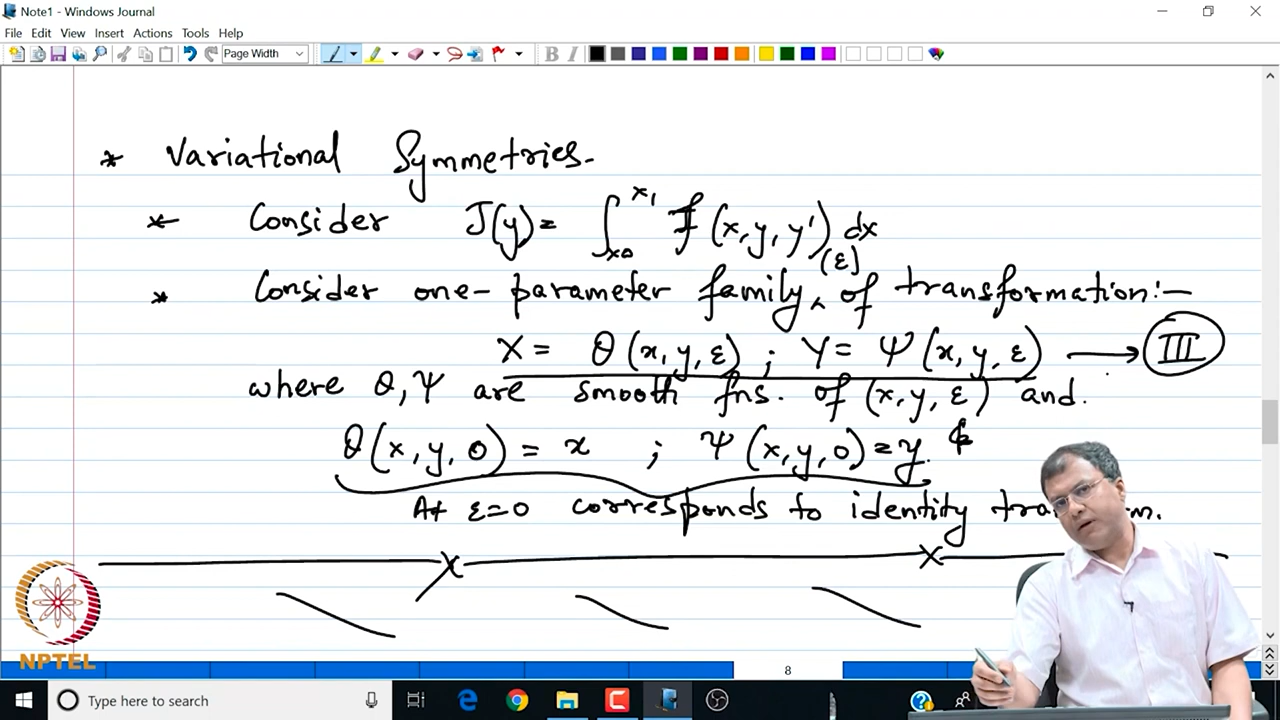 Note1 - Windows Journal
File Edit View Insert Actions Tools Help
Page Width
B I
* Variational Symmetries.
* Consider J(y) = ∫_{x0}^{x1} f (x, y, y') dx
* Consider one-parameter family ‸(ε) of transformation:-
X = θ(x, y, ε) ; Y = Ψ(x, y, ε) → III
where θ, Ψ are smooth fns. of (x, y, ε) and.
θ(x, y, 0) = x ; Ψ(x, y, 0) = y.
At ε=0 corresponds to identity
NPTEL
8
Type here to search